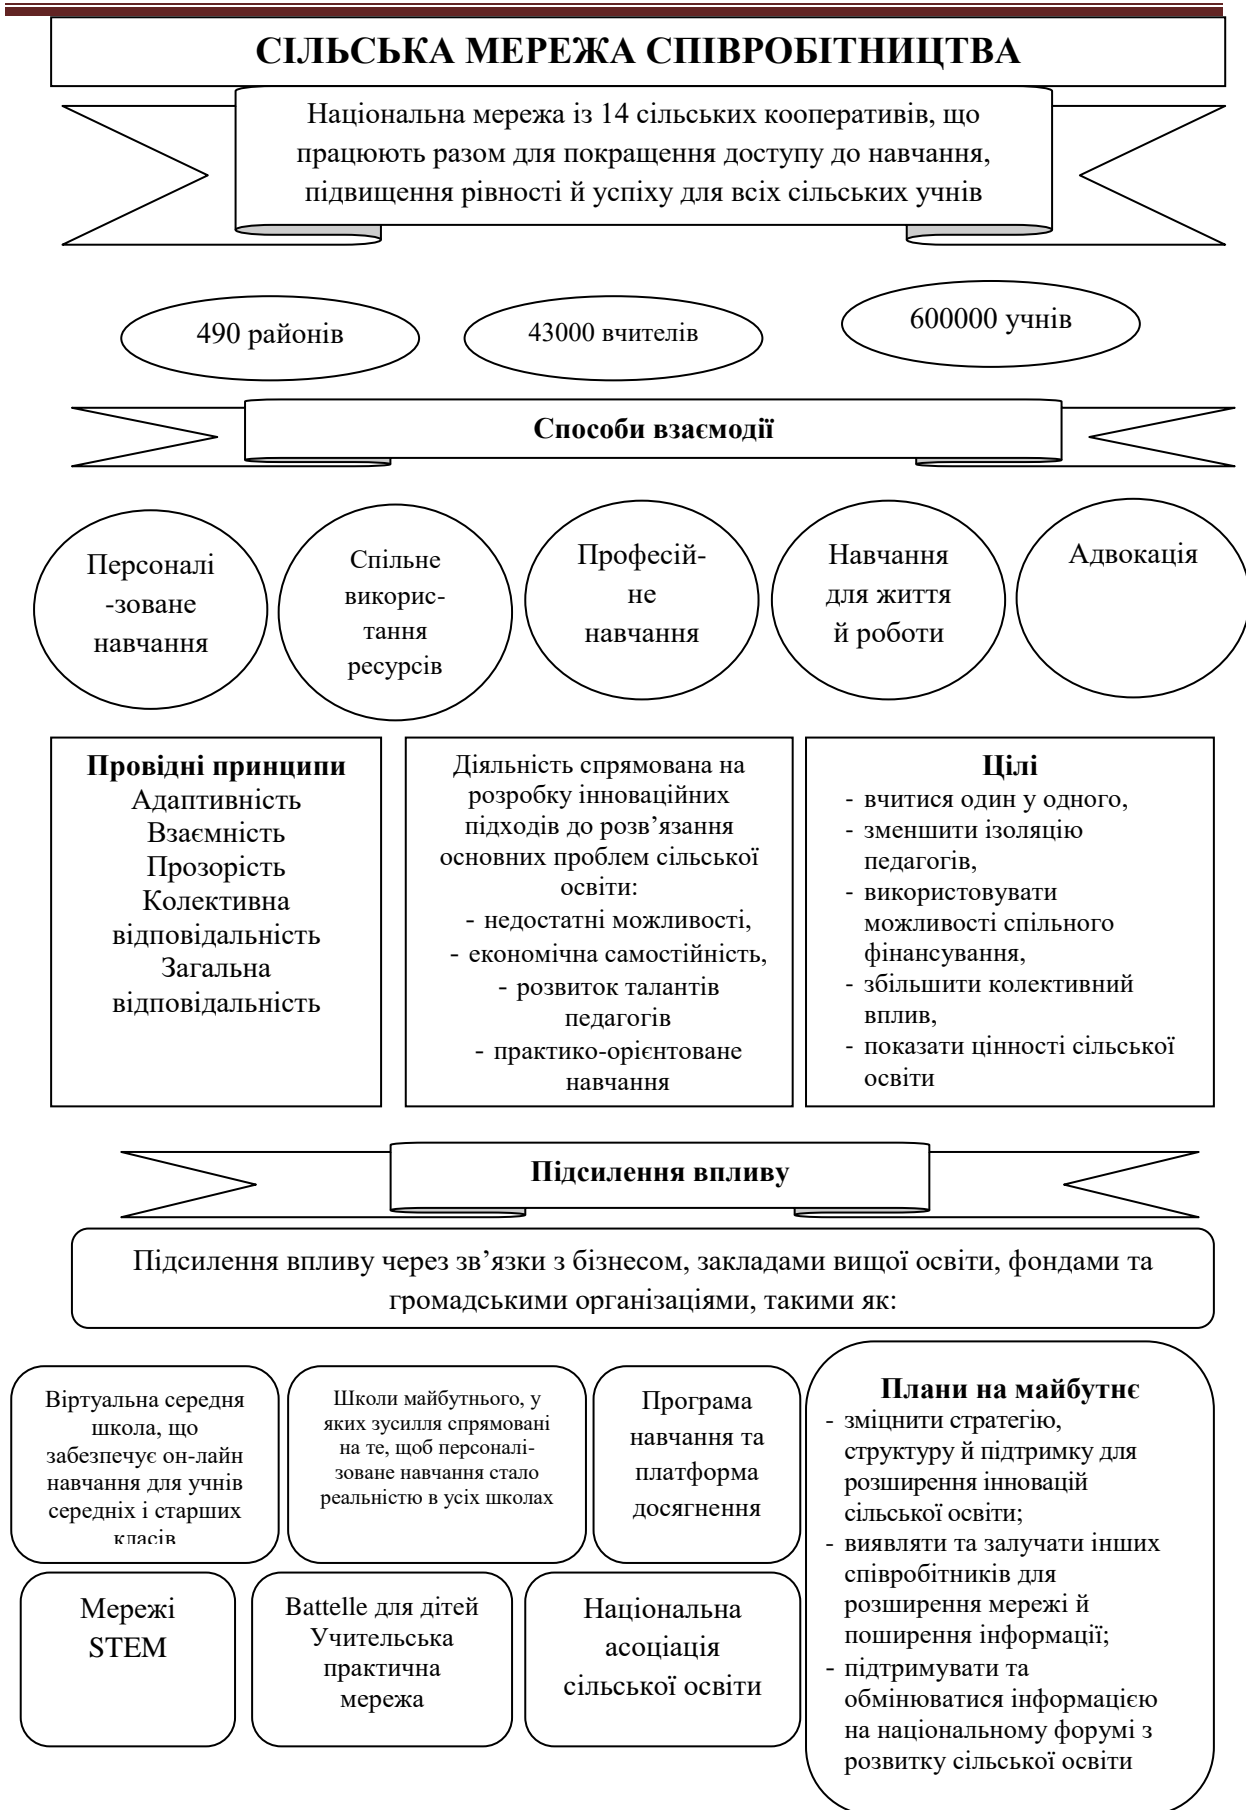 СІЛЬСЬКА МЕРЕЖА СПІВРОБІТНИЦТВА
Національна мережа із 14 сільських кооперативів, що
працюють разом для покращення доступу до навчання,
підвищення рівності й успіху для всіх сільських учнів
490 районів
43000 вчителів
600000 учнів
Способи взаємодії
Персоналі
-зоване
навчання
Спільне
викорис-
тання
ресурсів
Професій-
не
навчання
Навчання
для життя
й роботи
Адвокація
Провідні принципи
Адаптивність
Взаємність
Прозорість
Колективна
відповідальність
Загальна
відповідальність
Діяльність спрямована на
розробку інноваційних
підходів до розв’язання
основних проблем сільської
освіти:
- недостатні можливості,
- економічна самостійність,
- розвиток талантів
педагогів
- практико-орієнтоване
навчання
Цілі
- вчитися один у одного,
- зменшити ізоляцію
педагогів,
- використовувати
можливості спільного
фінансування,
- збільшити колективний
вплив,
- показати цінності сільської
освіти
Підсилення впливу
Підсилення впливу через зв’язки з бізнесом, закладами вищої освіти, фондами та
громадськими організаціями, такими як:
Віртуальна середня
школа, що
забезпечує он-лайн
навчання для учнів
середніх і старших
класів
Школи майбутнього, у
яких зусилля спрямовані
на те, щоб персоналі-
зоване навчання стало
реальністю в усіх школах
Програма
навчання та
платформа
досягнення
Мережі
STEM
Battelle для дітей
Учительська
практична
мережа
Національна
асоціація
сільської освіти
Плани на майбутнє
- зміцнити стратегію,
структуру й підтримку для
розширення інновацій
сільської освіти;
- виявляти та залучати інших
співробітників для
розширення мережі й
поширення інформації;
- підтримувати та
обмінюватися інформацією
на національному форумі з
розвитку сільської освіти